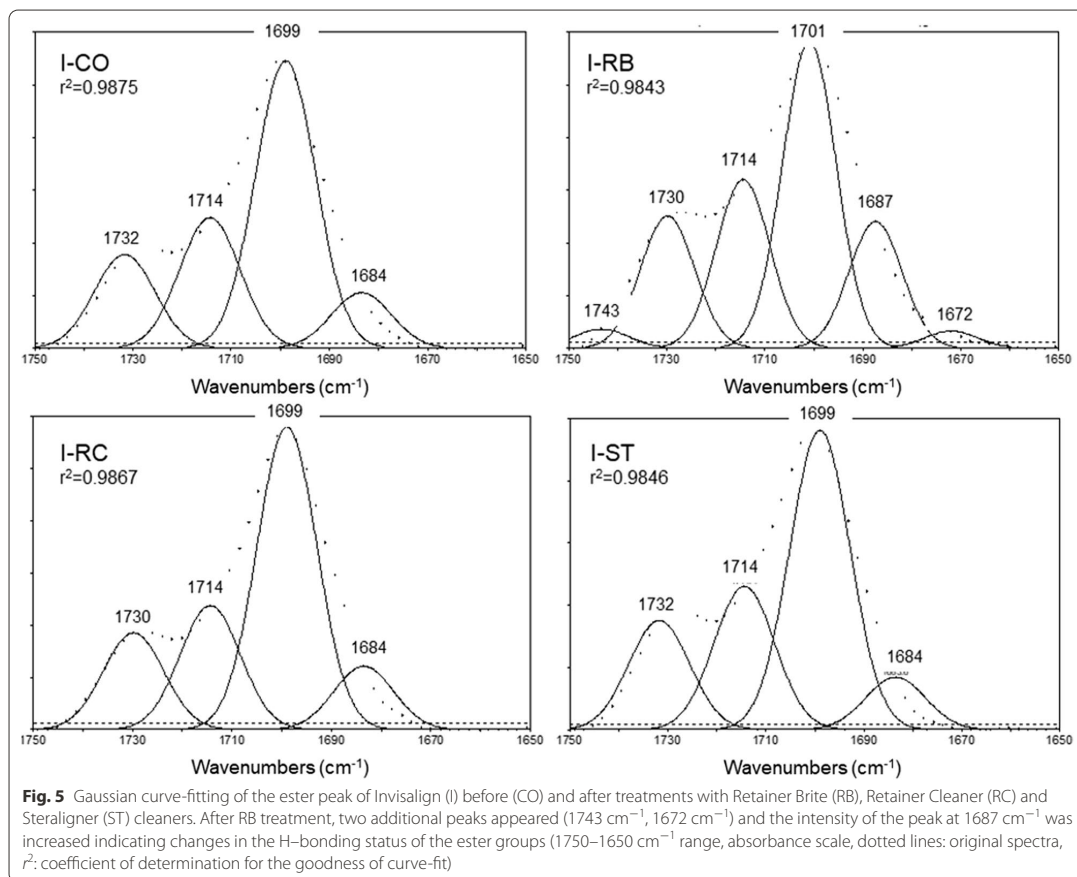 I-CO
r²=0.9875
1699
1732
1714
1684
1750 1730 1710 1690 1670 1650
Wavenumbers (cm⁻¹)
I-RB
r²=0.9843
1701
1743
1730
1714
1687
1672
1750 1730 1710 1690 1670 1650
Wavenumbers (cm⁻¹)
I-RC
r²=0.9867
1699
1730
1714
1684
1750 1730 1710 1690 1670 1650
Wavenumbers (cm⁻¹)
I-ST
r²=0.9846
1699
1732
1714
1684
1750 1730 1710 1690 1670 1650
Wavenumbers (cm⁻¹)
Fig. 5 Gaussian curve-fitting of the ester peak of Invisalign (I) before (CO) and after treatments with Retainer Brite (RB), Retainer Cleaner (RC) and
Steraligner (ST) cleaners. After RB treatment, two additional peaks appeared (1743 cm⁻¹, 1672 cm⁻¹) and the intensity of the peak at 1687 cm⁻¹ was
increased indicating changes in the H–bonding status of the ester groups (1750–1650 cm⁻¹ range, absorbance scale, dotted lines: original spectra,
r²: coefficient of determination for the goodness of curve-fit)